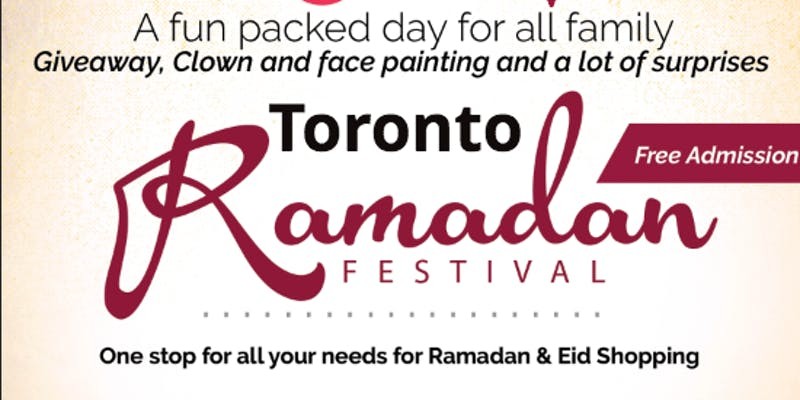 A fun packed day for all family
Giveaway, Clown and face painting and a lot of surprises
Toronto
Free Admission
Ramadan
FESTIVAL
One stop for all your needs for Ramadan & Eid Shopping